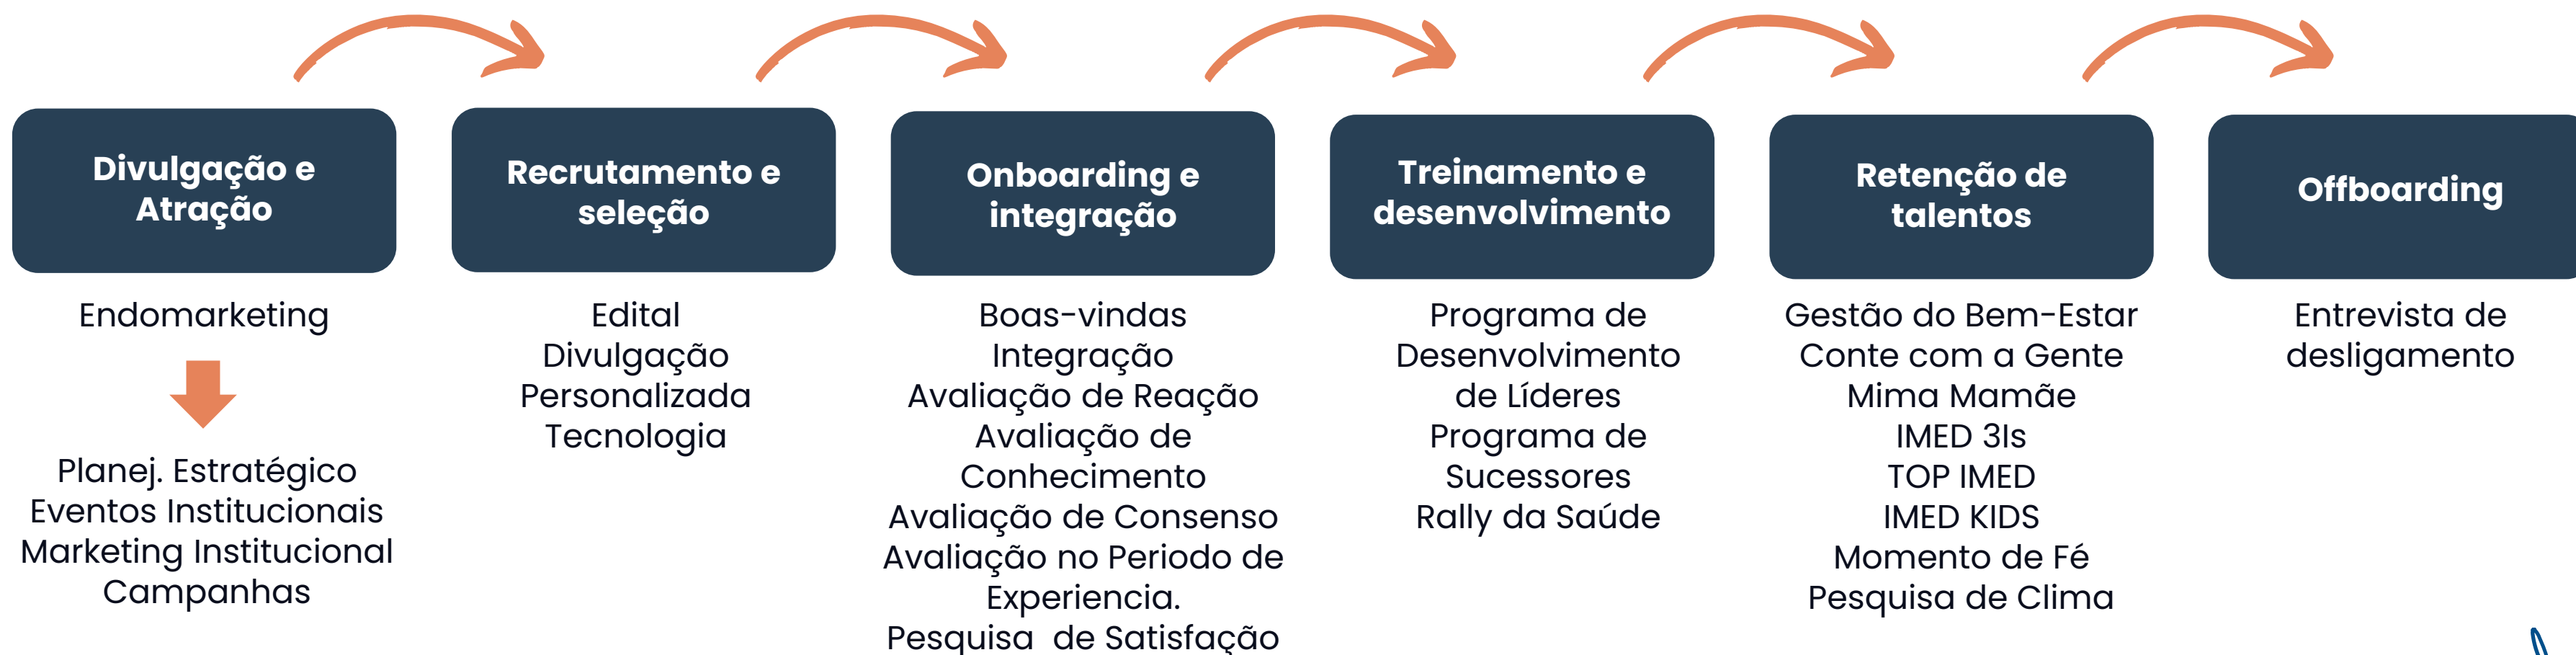 Divulgação e
Atração
Endomarketing
Planej. Estratégico
Eventos Institucionais
Marketing Institucional
Campanhas
Recrutamento e
seleção
Edital
Divulgação
Personalizada
Tecnologia
Onboarding e
integração
Boas-vindas
Integração
Avaliação de Reação
Avaliação de
Conhecimento
Avaliação de Consenso
Avaliação no Periodo de
Experiencia.
Pesquisa  de Satisfação
Treinamento e
desenvolvimento
Programa de
Desenvolvimento
de Líderes
Programa de
Sucessores
Rally da Saúde
Retenção de
talentos
Gestão do Bem-Estar
Conte com a Gente
Mima Mamãe
IMED 3Is
TOP IMED
IMED KIDS
Momento de Fé
Pesquisa de Clima
Offboarding
Entrevista de
desligamento